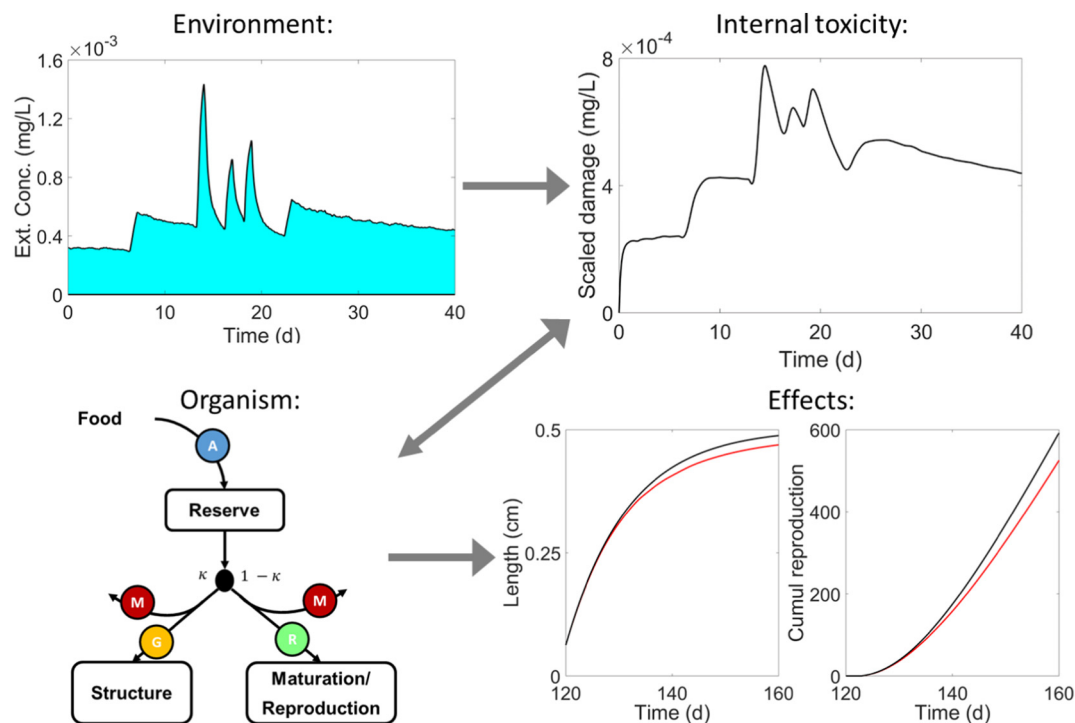 Environment:
×10⁻³
1.6
1.2
0.8
0.4
0
Ext. Conc. (mg/L)
0 10 20 30 40
Time (d)
Internal toxicity:
×10⁻⁴
8
4
0
Scaled damage (mg/L)
0 10 20 30 40
Time (d)
Organism:
Food
A
Reserve
κ 1 − κ
M M
G R
Structure
Maturation/
Reproduction
Effects:
0.5
0.25
0
Length (cm)
120 140 160
Time (d)
600
400
200
0
Cumul reproduction
120 140 160
Time (d)